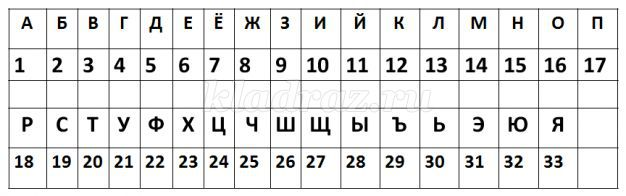 А Б В Г Д Е Ё Ж З И Й К Л М Н О П
1 2 3 4 5 6 7 8 9 10 11 12 13 14 15 16 17
kladraz.ru
Р С Т У Ф Х Ц Ч Ш Щ Ы Ъ Ь Э Ю Я
18 19 20 21 22 23 24 25 26 27 28 29 30 31 32 33